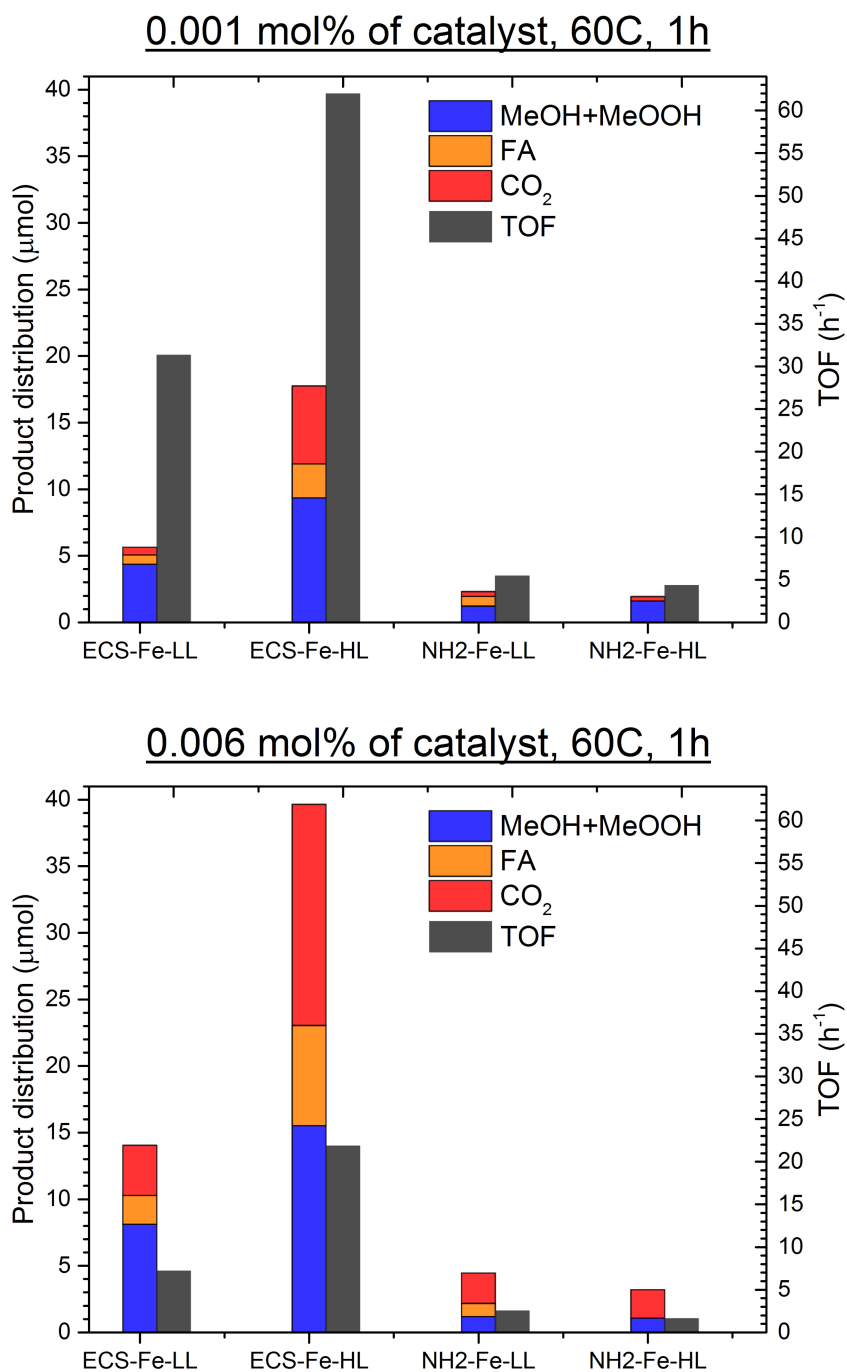 0.001 mol% of catalyst, 60C, 1h
40
35
30
25
20
15
10
5
0
Product distribution (μmol)
MeOH+MeOOH
FA
CO₂
TOF
60
55
50
45
40
35
30
25
20
15
10
5
0
TOF (h⁻¹)
ECS-Fe-LL
ECS-Fe-HL
NH2-Fe-LL
NH2-Fe-HL
0.006 mol% of catalyst, 60C, 1h
40
35
30
25
20
15
10
5
0
Product distribution (μmol)
MeOH+MeOOH
FA
CO₂
TOF
60
55
50
45
40
35
30
25
20
15
10
5
0
TOF (h⁻¹)
ECS-Fe-LL
ECS-Fe-HL
NH2-Fe-LL
NH2-Fe-HL